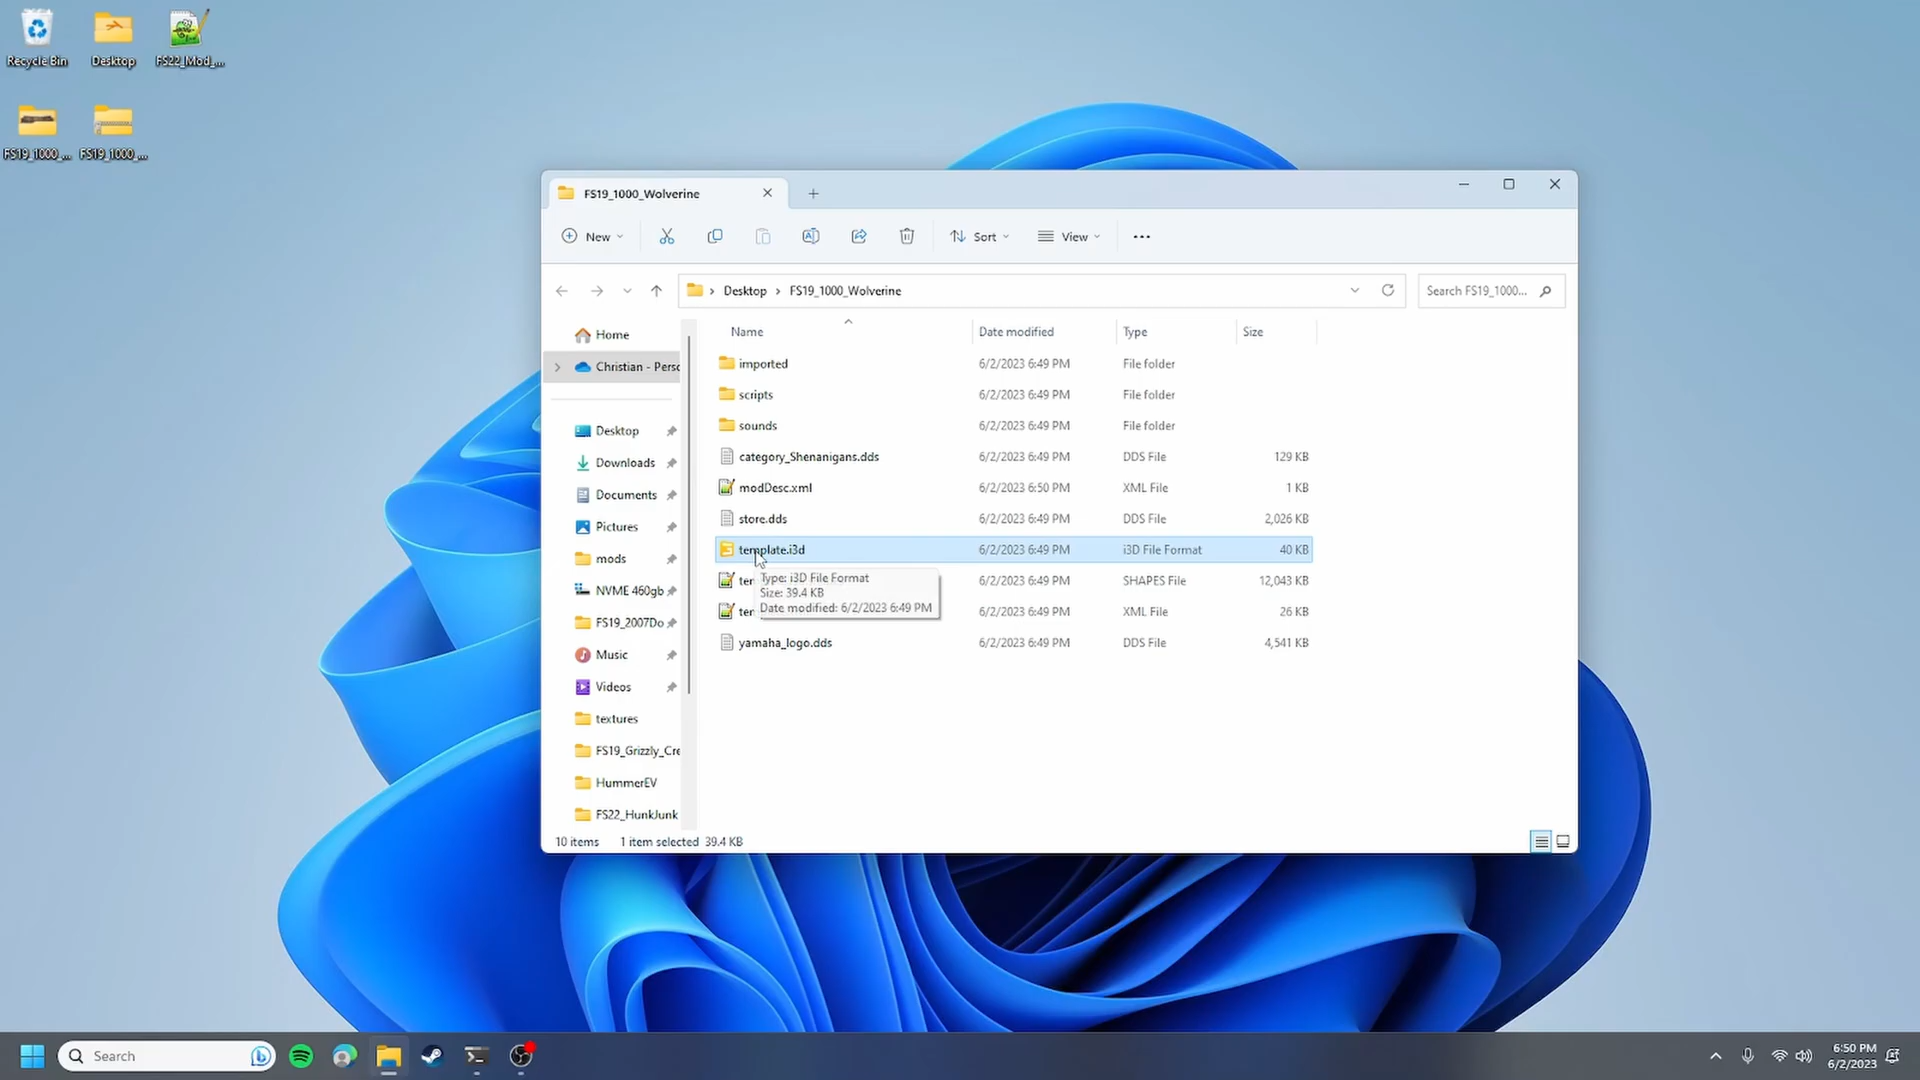 Recycle Bin
Desktop
FS22_Mod_...
FS19_1000_...
FS19_1000_...
FS19_1000_Wolverine
New
Sort
View
Desktop
FS19_1000_Wolverine
Search FS19_1000...
Name
Date modified
Type
Size
Home
Christian - Perso
Desktop
Downloads
Documents
Pictures
mods
NVME 460gb
FS19_2007Do
Music
Videos
textures
FS19_Grizzly_Cre
HummerEV
FS22_HunkJunk
imported 6/2/2023 6:49 PM File folder
scripts 6/2/2023 6:49 PM File folder
sounds 6/2/2023 6:49 PM File folder
category_Shenanigans.dds 6/2/2023 6:49 PM DDS File 129 KB
modDesc.xml 6/2/2023 6:50 PM XML File 1 KB
store.dds 6/2/2023 6:49 PM DDS File 2,026 KB
template.i3d 6/2/2023 6:49 PM i3D File Format 40 KB
ten 6/2/2023 6:49 PM SHAPES File 12,043 KB
ten 6/2/2023 6:49 PM XML File 26 KB
yamaha_logo.dds 6/2/2023 6:49 PM DDS File 4,541 KB
Type: i3D File Format
Size: 39.4 KB
Date modified: 6/2/2023 6:49 PM
10 items
1 item selected 39.4 KB
Search
6:50 PM
6/2/2023